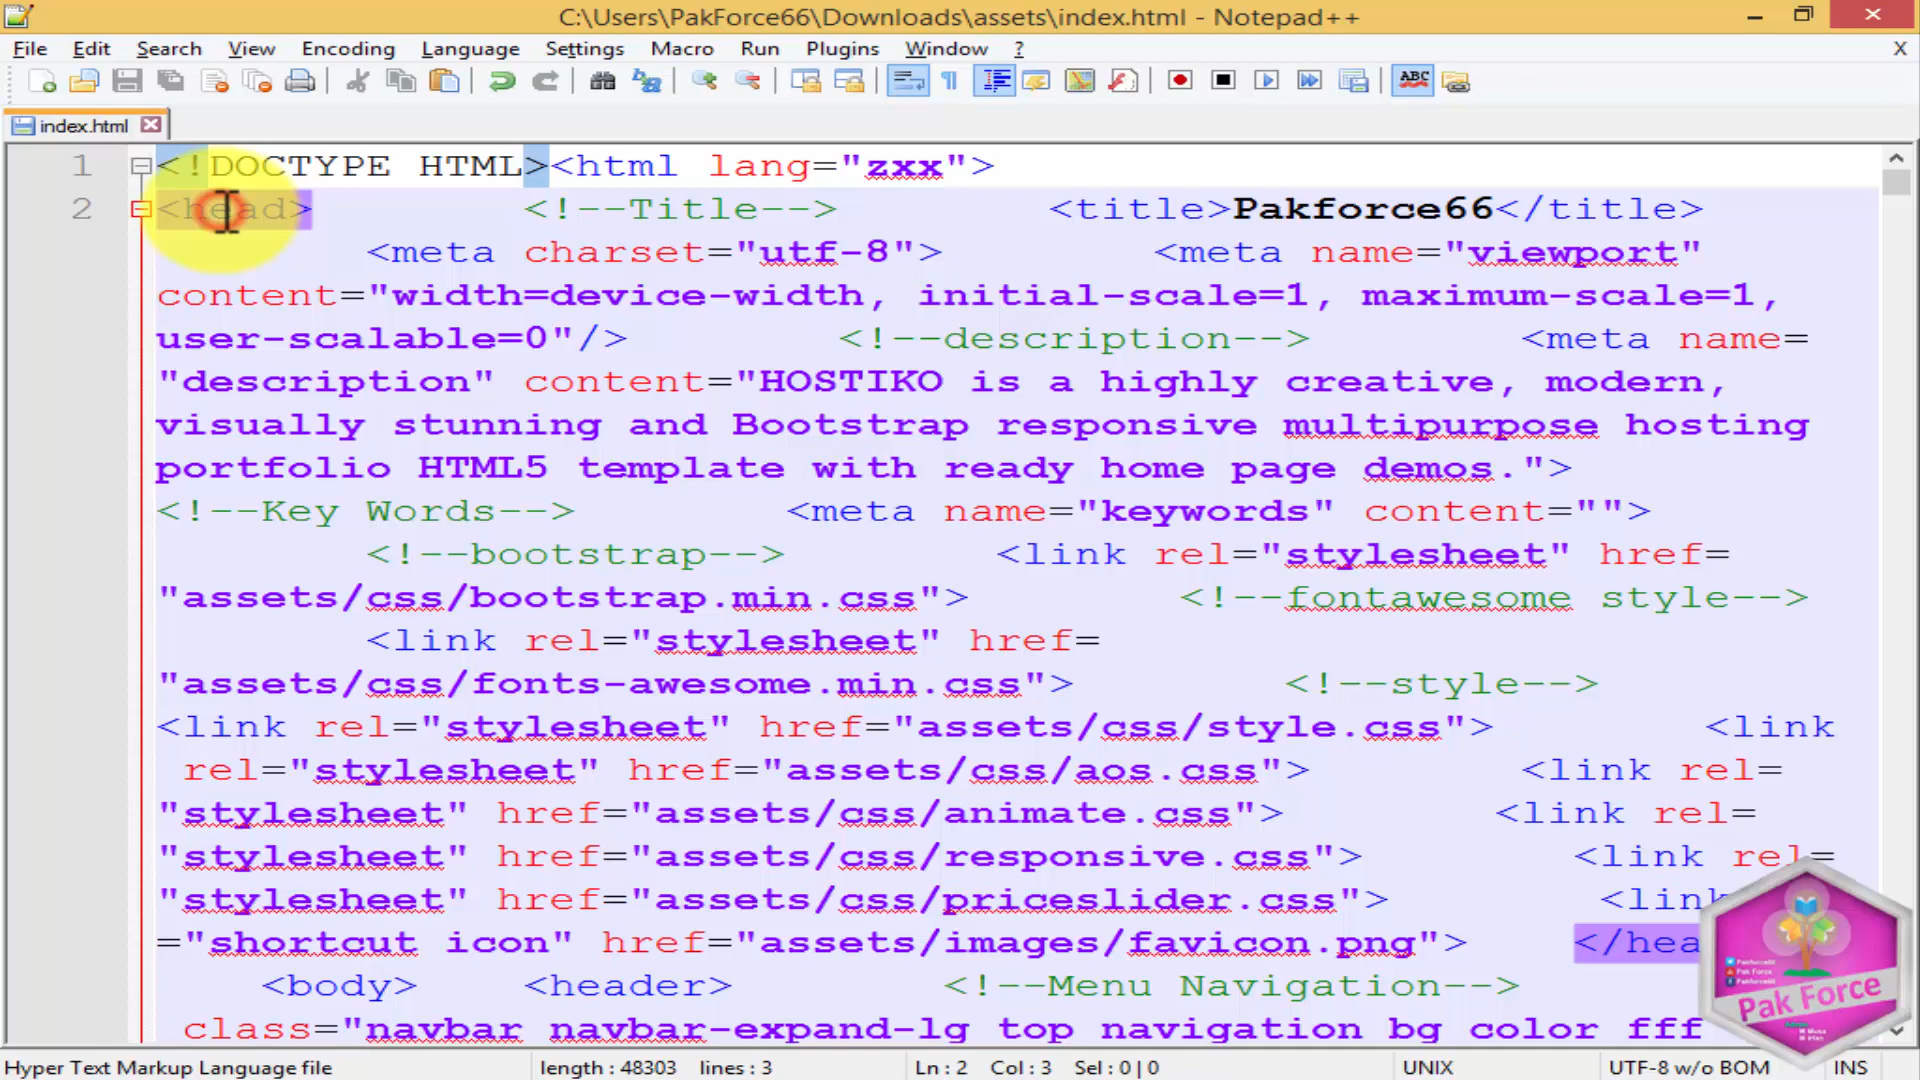 C:\Users\PakForce66\Downloads\assets\index.html - Notepad++
File Edit Search View Encoding Language Settings Macro Run Plugins Window ? X
ABC
index.html
1 <!DOCTYPE HTML><html lang="zxx">
2 <head> <!--Title--> <title>Pakforce66</title>
<meta charset="utf-8"> <meta name="viewport"
content="width=device-width, initial-scale=1, maximum-scale=1,
user-scalable=0"/> <!--description--> <meta name=
"description" content="HOSTIKO is a highly creative, modern,
visually stunning and Bootstrap responsive multipurpose hosting
portfolio HTML5 template with ready home page demos.">
<!--Key Words--> <meta name="keywords" content="">
<!--bootstrap--> <link rel="stylesheet" href=
"assets/css/bootstrap.min.css"> <!--fontawesome style-->
<link rel="stylesheet" href=
"assets/css/fonts-awesome.min.css"> <!--style-->
<link rel="stylesheet" href="assets/css/style.css"> <link
rel="stylesheet" href="assets/css/aos.css"> <link rel=
"stylesheet" href="assets/css/animate.css"> <link rel=
"stylesheet" href="assets/css/responsive.css"> <link rel=
"stylesheet" href="assets/css/priceslider.css"> <link
="shortcut icon" href="assets/images/favicon.png"> </hea
<body> <header> <!--Menu Navigation-->
class="navbar navbar-expand-lg top navigation bg color fff
Pakforce66
Pak Force
Pakforce66
Pak Force
Hyper Text Markup Language file length : 48303 lines : 3 Ln : 2 Col : 3 Sel : 0 | 0 UNIX UTF-8 w/o BOM INS